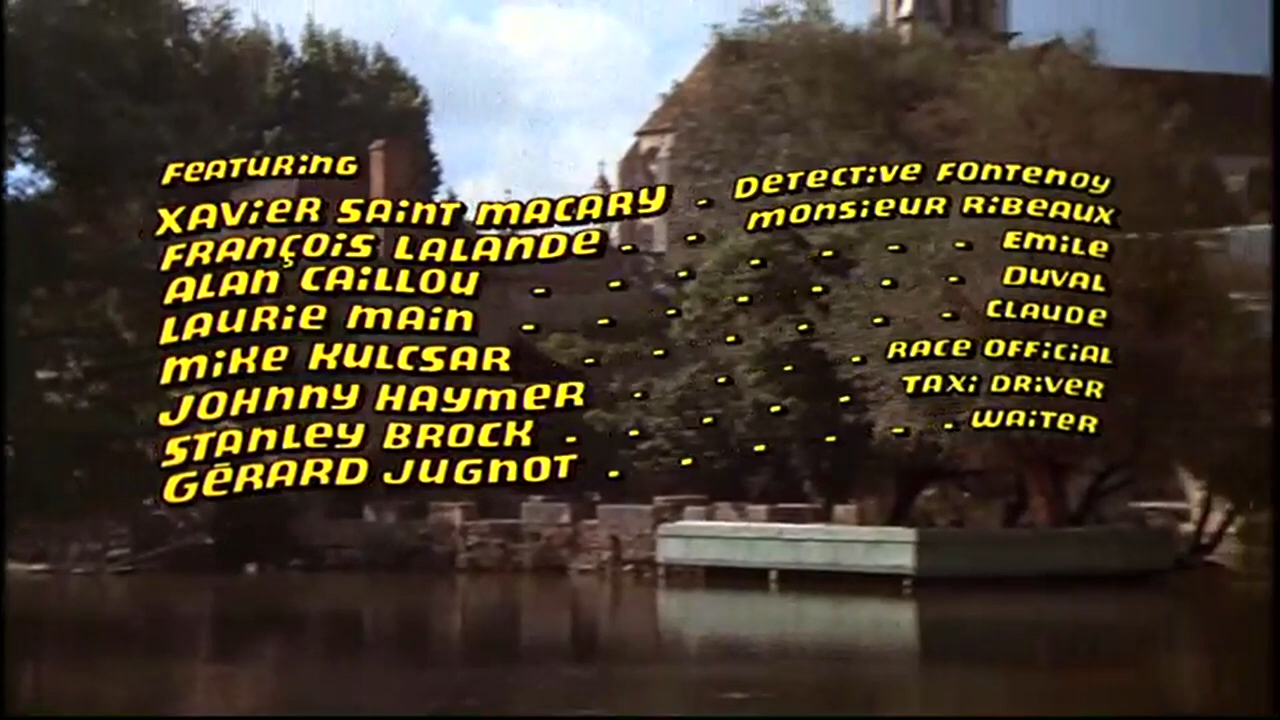 FEATURING
XAVIER SAINT MACARY - DETECTIVE FONTENOY
FRANÇOIS LALANDE - - MONSIEUR RIBEAUX
ALAN CAILLOU - - - - - - EMILE
LAURIE MAIN - - - - - - - DUVAL
MIKE KULCSAR - - - - - - CLAUDE
JOHNNY HAYMER - - - - RACE OFFICIAL
STANLEY BROCK - - - - - TAXI DRIVER
GÉRARD JUGNOT - - - - - - WAITER